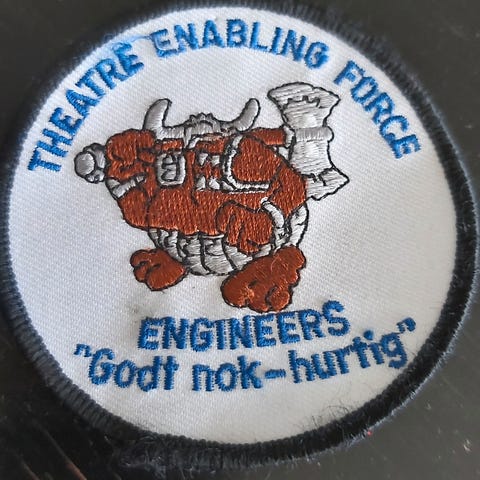 THEATRE ENABLING FORCE
ENGINEERS
"Godt nok-hurtig"